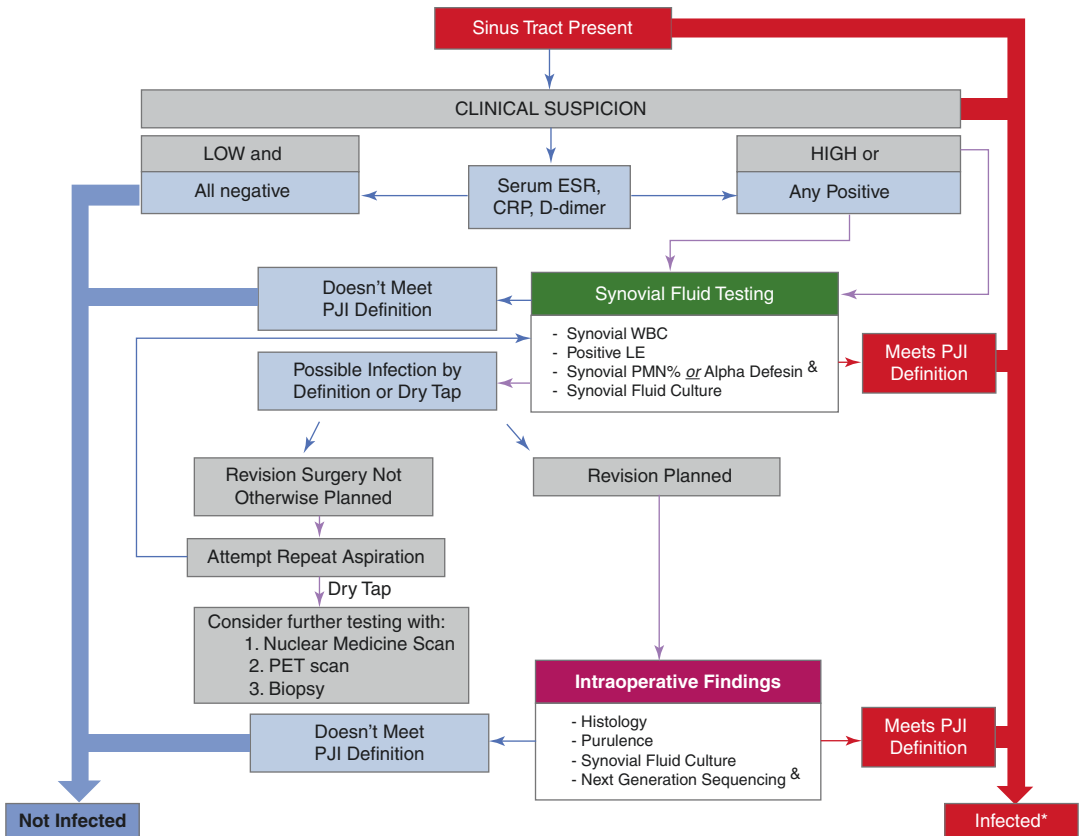 Sinus Tract Present
CLINICAL SUSPICION
LOW and
All negative
Serum ESR,
CRP, D-dimer
HIGH or
Any Positive
Doesn't Meet
PJI Definition
Synovial Fluid Testing
- Synovial WBC
- Positive LE
- Synovial PMN% or Alpha Defesin &
- Synovial Fluid Culture
Meets PJI
Definition
Possible Infection by
Definition or Dry Tap
Revision Surgery Not
Otherwise Planned
Revision Planned
Attempt Repeat Aspiration
Dry Tap
Consider further testing with:
1. Nuclear Medicine Scan
2. PET scan
3. Biopsy
Intraoperative Findings
- Histology
- Purulence
- Synovial Fluid Culture
- Next Generation Sequencing &
Doesn't Meet
PJI Definition
Meets PJI
Definition
Not Infected
Infected*